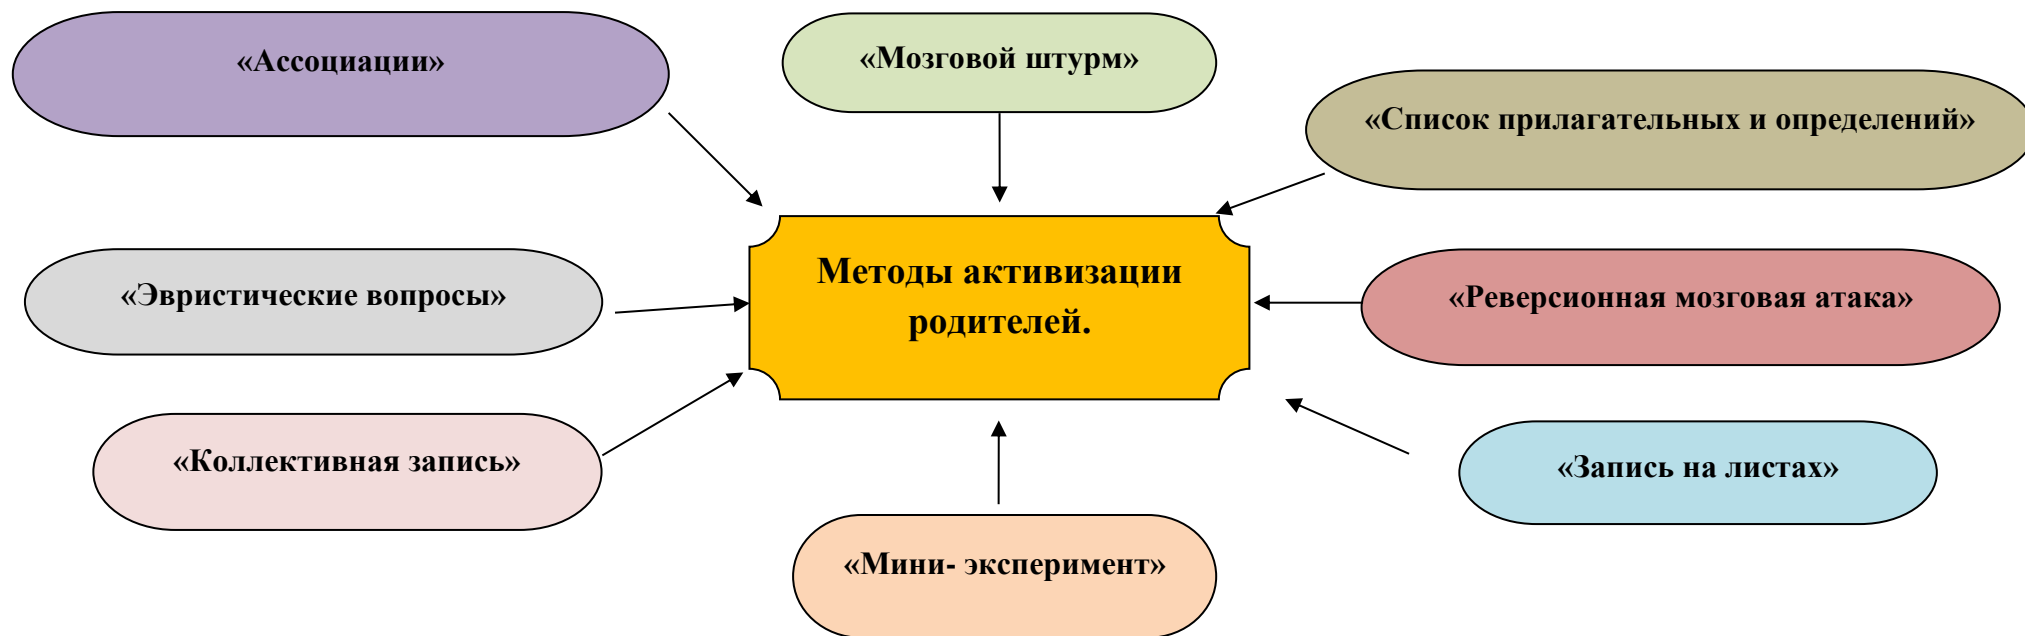 «Ассоциации»
«Мозговой штурм»
«Список прилагательных и определений»
«Эвристические вопросы»
Методы активизации
родителей.
«Реверсионная мозговая атака»
«Коллективная запись»
«Запись на листах»
«Мини- эксперимент»